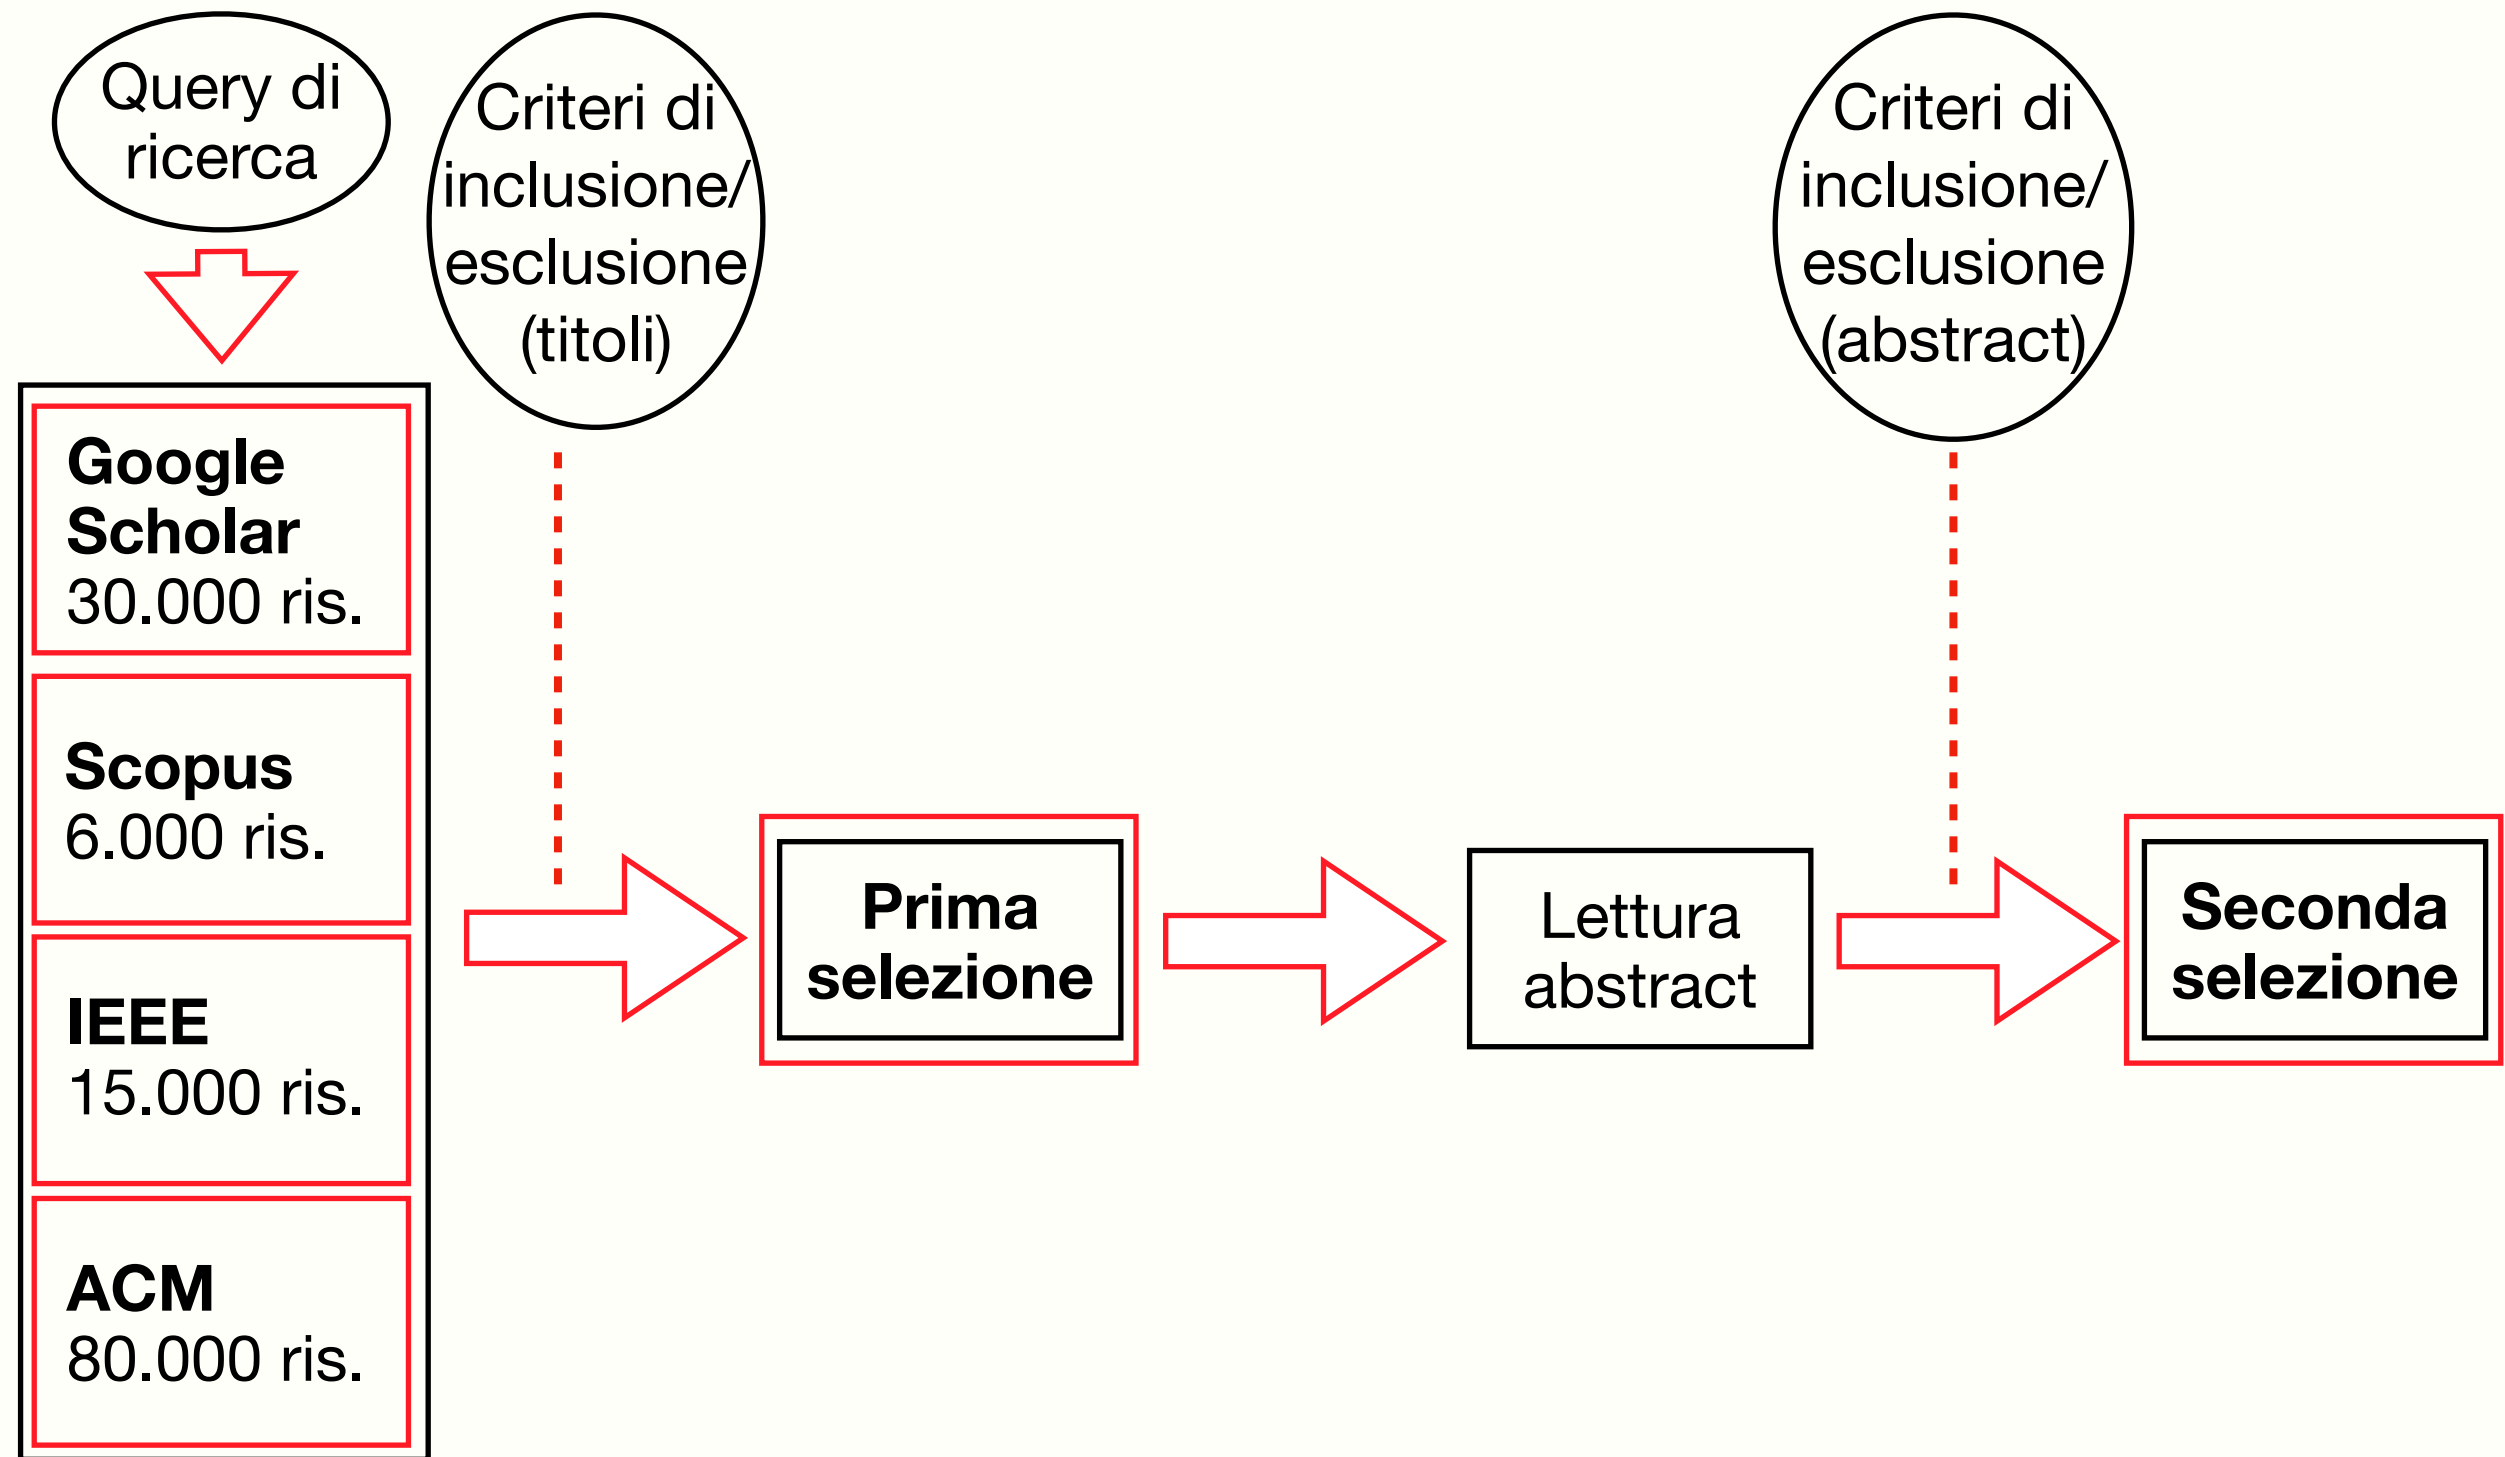 Query di
ricerca
Criteri di
inclusione/
esclusione
(titoli)
Criteri di
inclusione/
esclusione
(abstract)
Google
Scholar
30.000 ris.
Scopus
6.000 ris.
IEEE
15.000 ris.
ACM
80.000 ris.
Prima
selezione
Lettura
abstract
Seconda
selezione